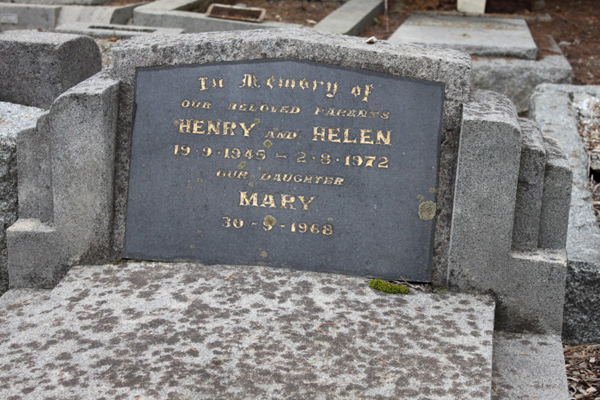 In Memory of
OUR BELOVED PARENTS
HENRY AND HELEN
19-9-1945 - 2-8-1972
OUR DAUGHTER
MARY
30-9-1968